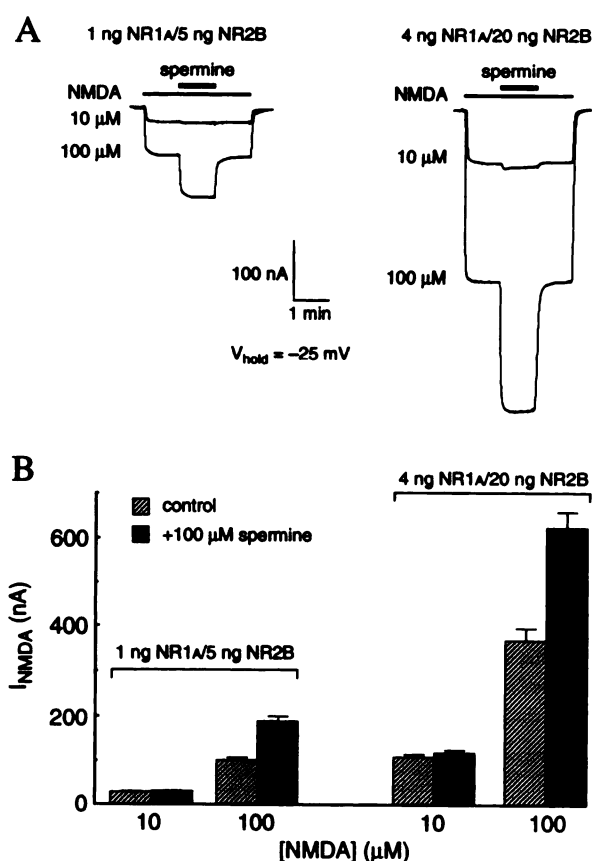 A
1 ng NR1A/5 ng NR2B
spermine
NMDA
10 μM
100 μM
4 ng NR1A/20 ng NR2B
spermine
NMDA
10 μM
100 μM
100 nA
1 min
Vhold = –25 mV
B
4 ng NR1A/20 ng NR2B
control
+100 μM spermine
1 ng NR1A/5 ng NR2B
INMDA (nA)
600
400
200
0
10
100
10
100
[NMDA] (μM)